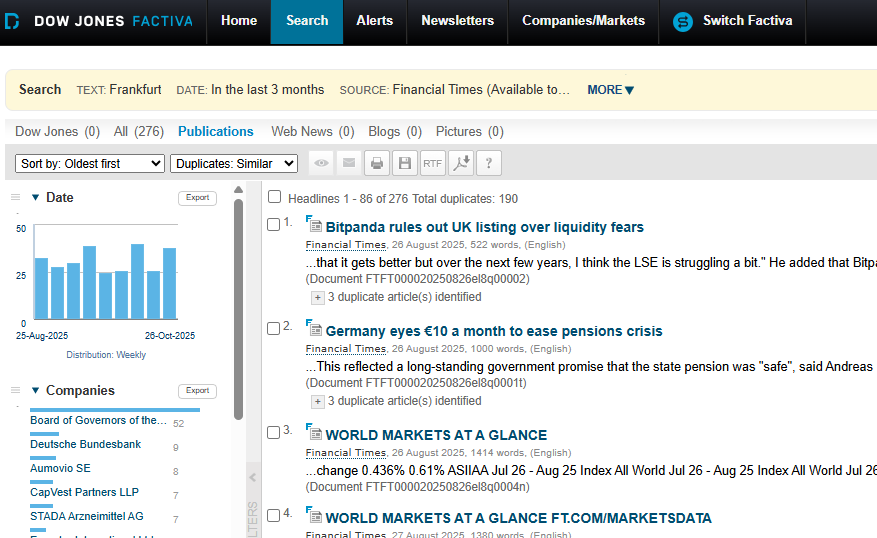 DOW JONES FACTIVA Home Search Alerts Newsletters Companies/Markets Switch Factiva
Search TEXT: Frankfurt DATE: In the last 3 months SOURCE: Financial Times (Available to… MORE
Dow Jones (0) All (276) Publications Web News (0) Blogs (0) Pictures (0)
Sort by: Oldest first Duplicates: Similar RTF ?
Date Export
50
25
0
25-Aug-2025 26-Oct-2025
Distribution: Weekly
Companies Export
Board of Governors of the… 52
Deutsche Bundesbank 9
Aumovio SE 8
CapVest Partners LLP 7
STADA Arzneimittel AG 7
Headlines 1 - 86 of 276 Total duplicates: 190
1. Bitpanda rules out UK listing over liquidity fears
Financial Times, 26 August 2025, 522 words, (English)
...that it gets better but over the next few years, I think the LSE is struggling a bit." He added that Bitpa
(Document FTFT000020250826el8q00002)
+ 3 duplicate article(s) identified
2. Germany eyes €10 a month to ease pensions crisis
Financial Times, 26 August 2025, 1000 words, (English)
...This reflected a long-standing government promise that the state pension was "safe", said Andreas
(Document FTFT000020250826el8q0001t)
+ 3 duplicate article(s) identified
3. WORLD MARKETS AT A GLANCE
Financial Times, 26 August 2025, 1414 words, (English)
...change 0.436% 0.61% ASIIAA Jul 26 - Aug 25 Index All World Jul 26 - Aug 25 Index All World Jul 26
(Document FTFT000020250826el8q0004n)
4. WORLD MARKETS AT A GLANCE FT.COM/MARKETSDATA
Financial Times, 27 August 2025, 1380 words, (English)